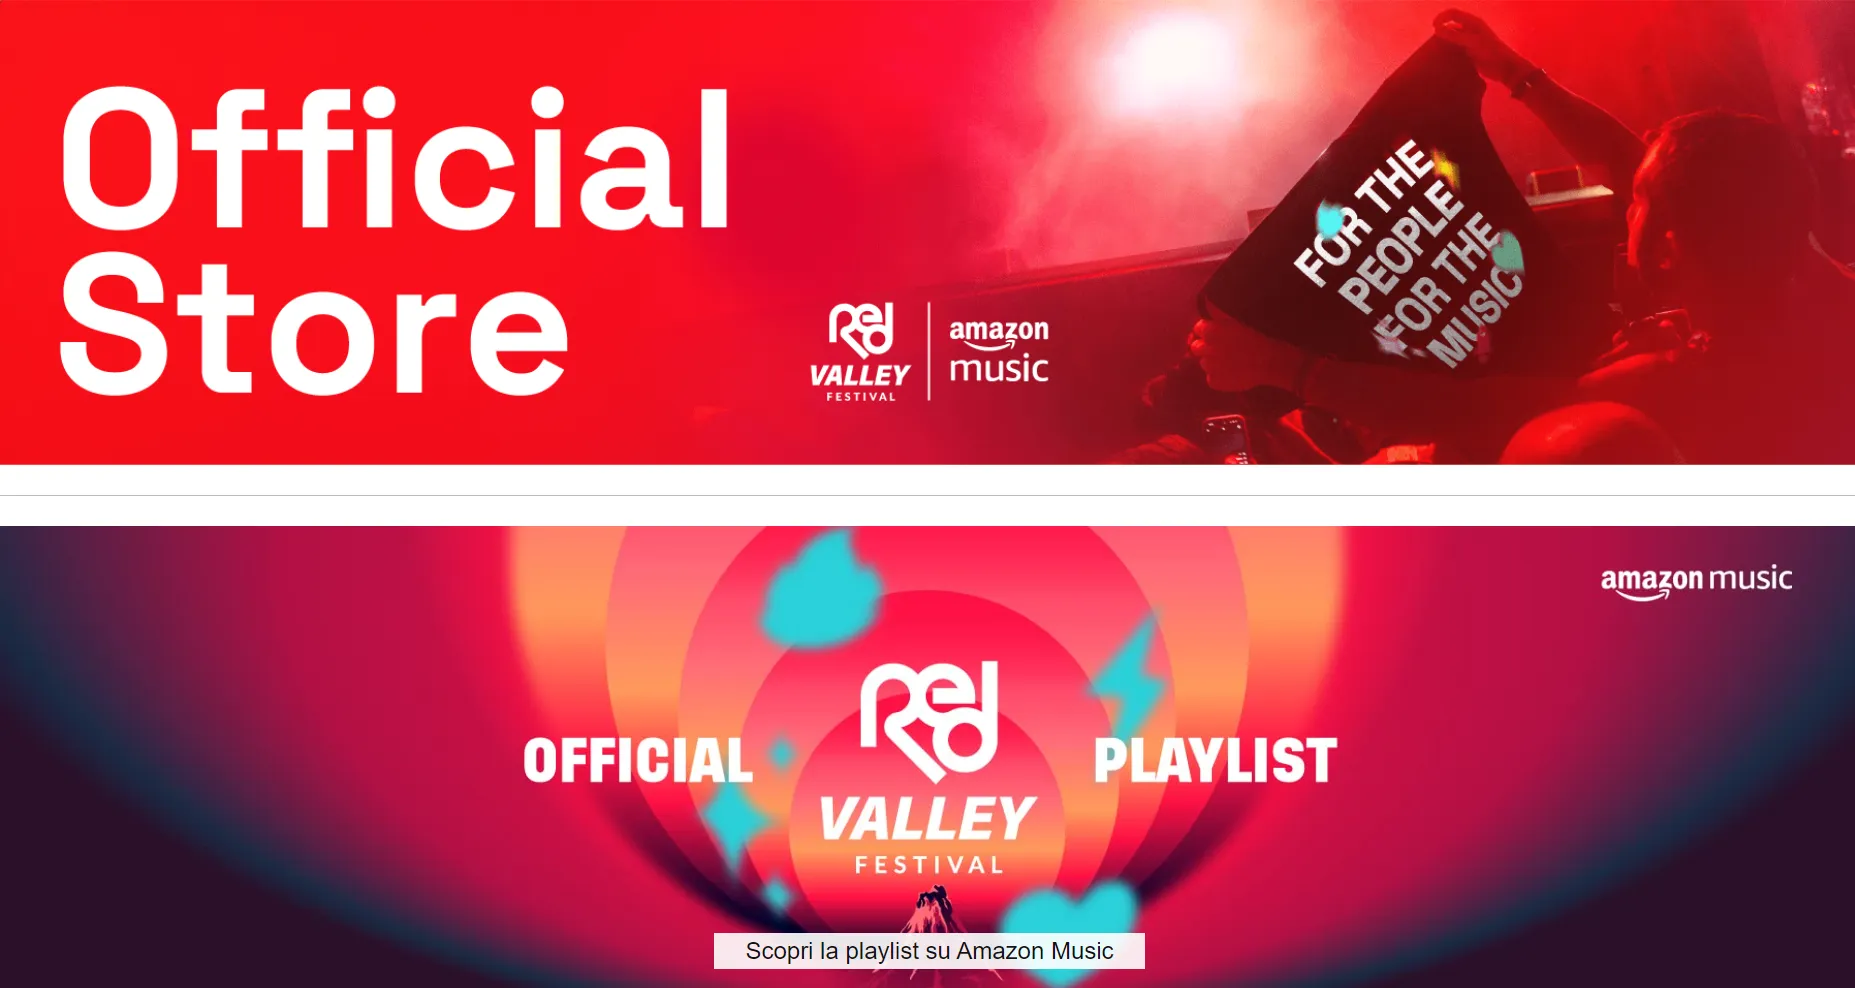 Official
Store
Red
VALLEY
FESTIVAL
amazon
music
FOR THE
PEOPLE
FOR THE
MUSIC
amazon music
OFFICIAL
Red
VALLEY
FESTIVAL
PLAYLIST
Scopri la playlist su Amazon Music